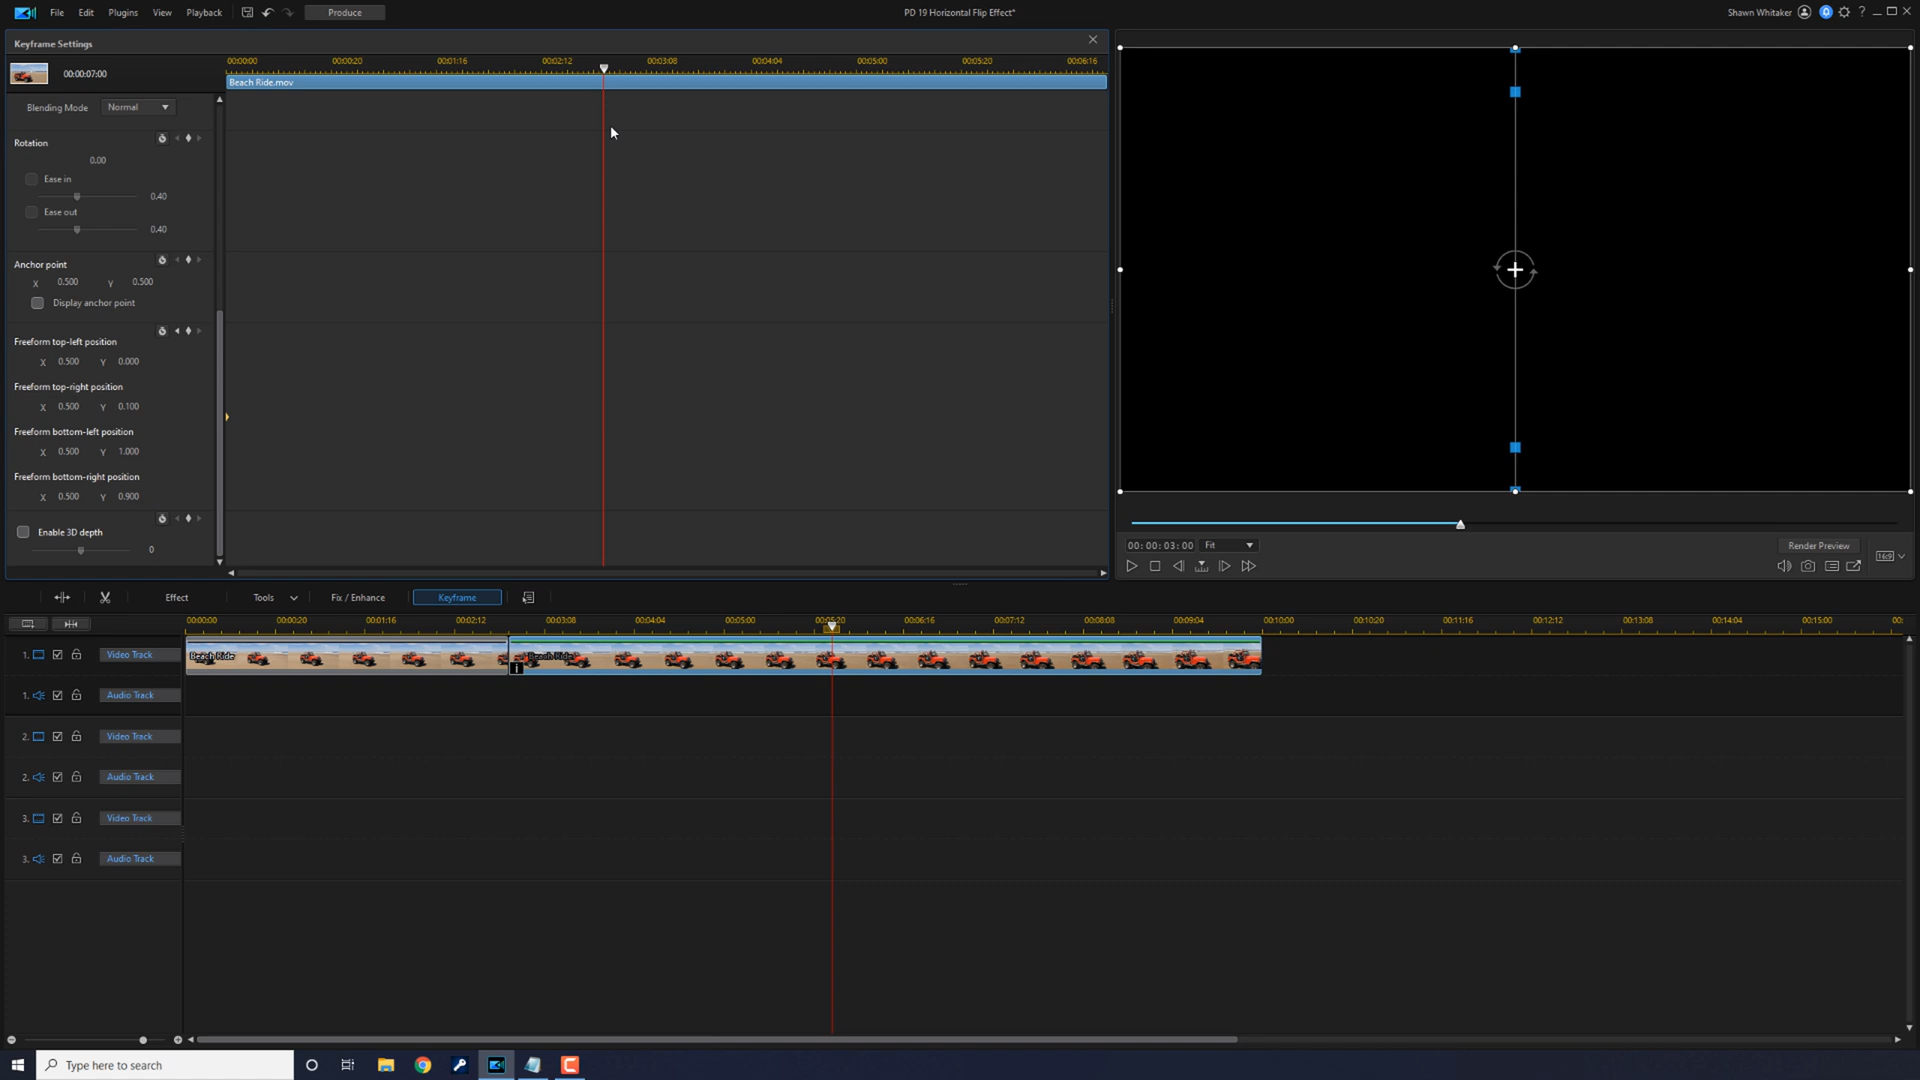 File Edit Plugins View Playback Produce PD 19 Horizontal Flip Effect* Shawn Whitaker ?
Keyframe Settings
00:00:07:00
00:00:00 00:00:20 00:01:16 00:02:12 00:03:08 00:04:04 00:05:00 00:05:20 00:06:16
Beach Ride.mov
Blending Mode Normal
Rotation
0.00
Ease in
0.40
Ease out
0.40
Anchor point
X 0.500 Y 0.500
Display anchor point
Freeform top-left position
X 0.500 Y 0.000
Freeform top-right position
X 0.500 Y 0.100
Freeform bottom-left position
X 0.500 Y 1.000
Freeform bottom-right position
X 0.500 Y 0.900
Enable 3D depth
0
00:00:03:00 Fit Render Preview
16:9
Effect Tools Fix / Enhance Keyframe
00:00:00 00:00:20 00:01:16 00:02:12 00:03:08 00:04:04 00:05:00 00:05:20 00:06:16 00:07:12 00:08:08 00:09:04 00:10:00 00:10:20 00:11:16 00:12:12 00:13:08 00:14:04 00:15:00 00:
1. Video Track Beach Ride Beach Ride
1. Audio Track
2. Video Track
2. Audio Track
3. Video Track
3. Audio Track
Type here to search